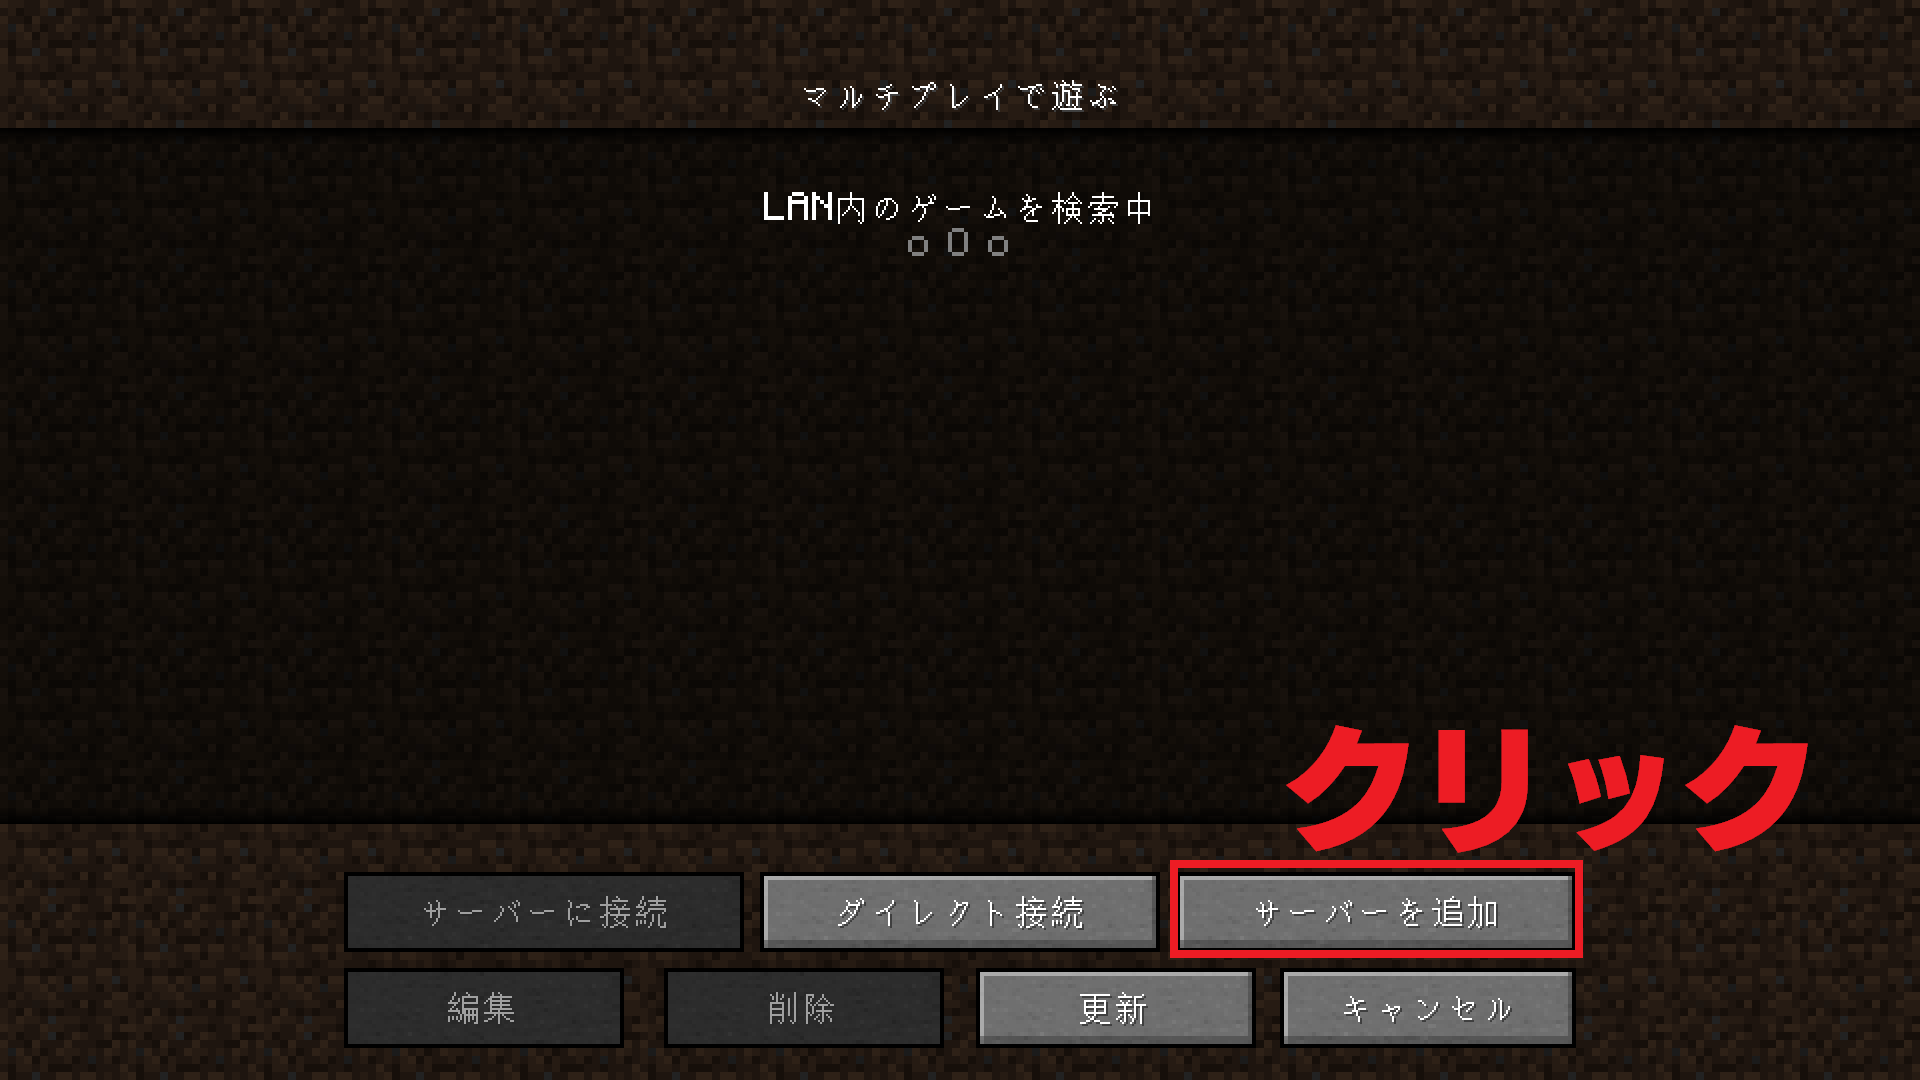 マルチプレイで遊ぶ
LAN内のゲームを検索中
o O o
クリック
サーバーに接続 ダイレクト接続 サーバーを追加
編集 削除 更新 キャンセル